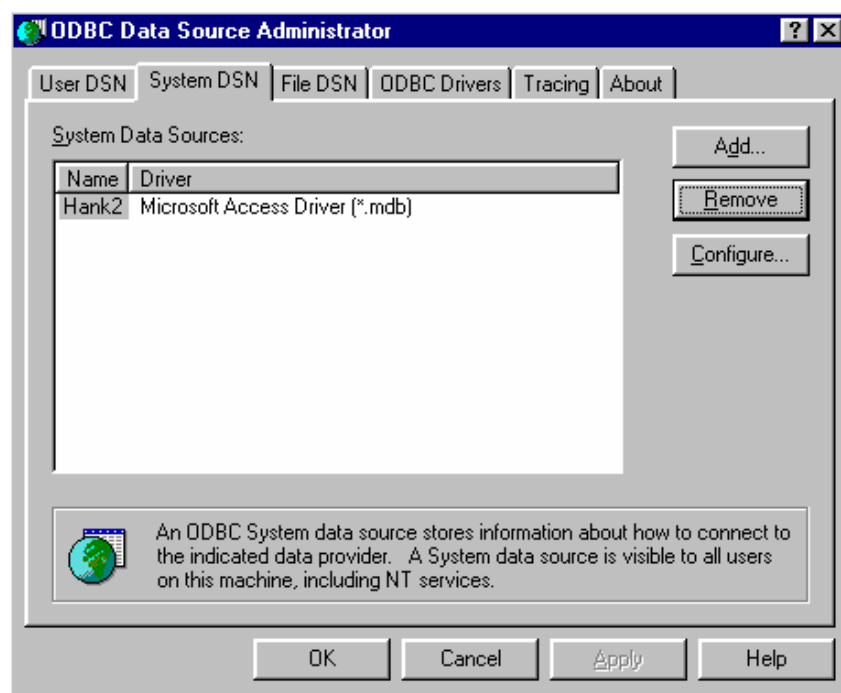 ODBC Data Source Administrator
? X
User DSN System DSN File DSN ODBC Drivers Tracing About
System Data Sources:
Add...
Name Driver
Hank2 Microsoft Access Driver (*.mdb)
Remove
Configure...
An ODBC System data source stores information about how to connect to
the indicated data provider. A System data source is visible to all users
on this machine, including NT services.
OK Cancel Apply Help